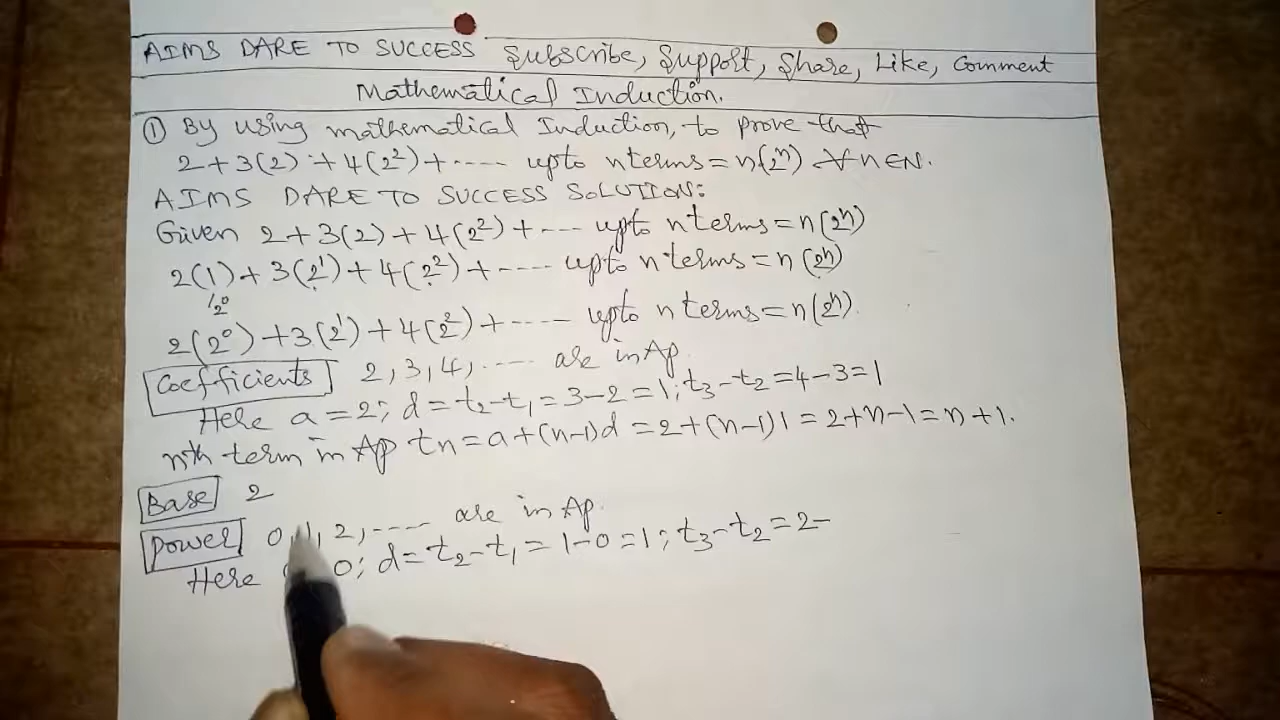 AIMS DARE TO SUCCESS Subscribe, Support, Share, Like, Comment
Mathematical Induction.
① By using mathematical Induction, to prove that
2+3(2)+4(2²)+----- upto n terms = n(2ⁿ) ∀ n∈N.
AIMS DARE TO SUCCESS SOLUTION:
Given 2+3(2)+4(2²)+---- upto n terms = n(2ⁿ)
2(1)+3(2¹)+4(2²)+----- upto n terms = n(2ⁿ)
2⁰
2(2⁰)+3(2¹)+4(2²)+----- upto n terms = n(2ⁿ).
Coefficients 2,3,4,----- are in Ap.
Here a=2; d=t₂-t₁=3-2=1; t₃-t₂=4-3=1
nth term in Ap tn=a+(n-1)d=2+(n-1)1=2+n-1=n+1.
Base 2
power 0,1,2,---- are in Ap.
Here 0; d=t₂-t₁=1-0=1; t₃-t₂=2-